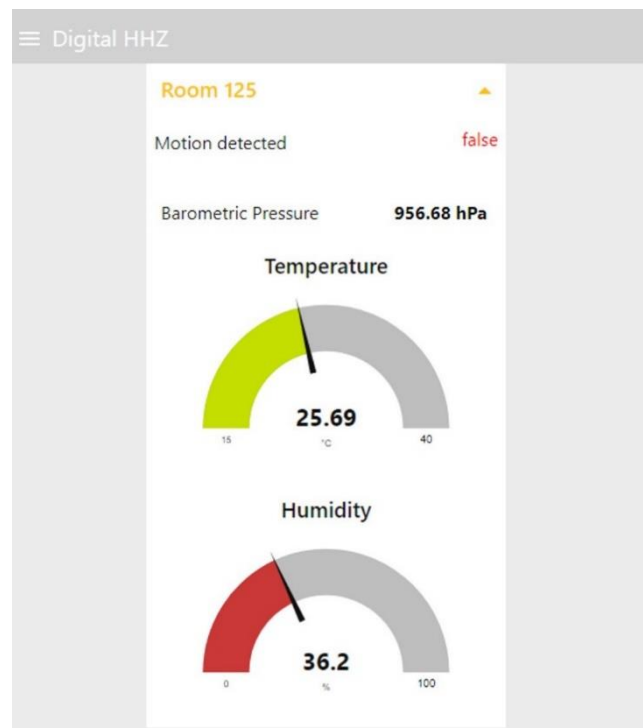 Digital HHZ
Room 125
Motion detected false
Barometric Pressure 956.68 hPa
Temperature
25.69
15 °C 40
Humidity
36.2
0 % 100